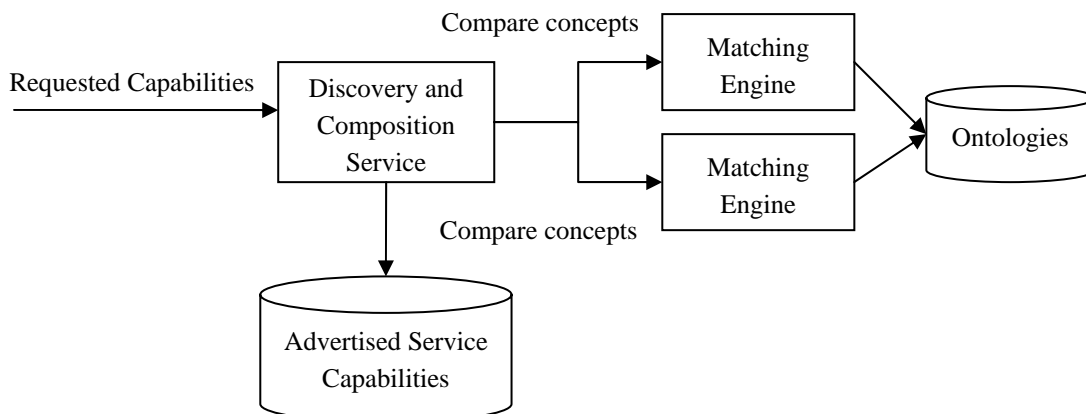 Compare concepts
Matching
Engine
Requested Capabilities
Discovery and
Composition
Service
Ontologies
Matching
Engine
Compare concepts
Advertised Service
Capabilities